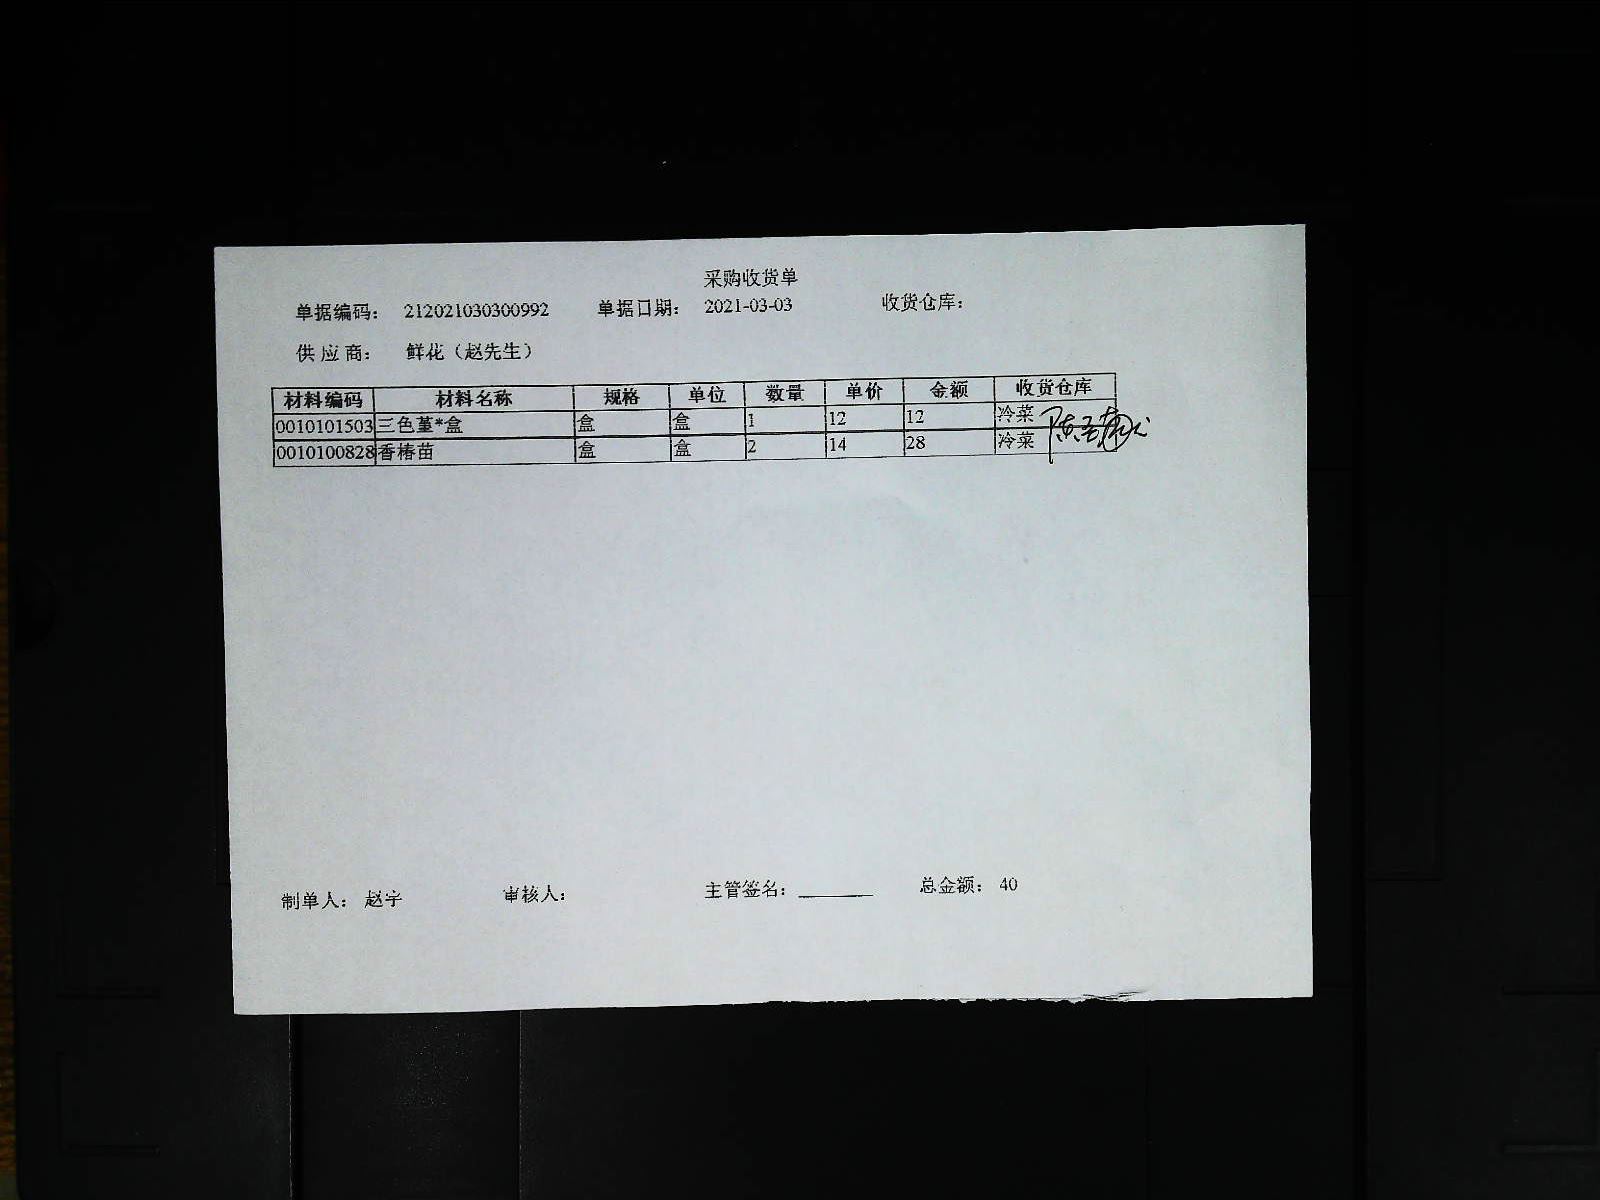 采购收货单
单据编码： 212021030300992 单据日期： 2021-03-03 收货仓库：
供应商： 鲜花（赵先生）
材料编码 材料名称 规格 单位 数量 单价 金额 收货仓库
0010101503 三色堇*盒 盒 盒 1 12 12 冷菜
0010100828 香椿苗 盒 盒 2 14 28 冷菜
制单人： 赵宇 审核人： 主管签名： 总金额： 40